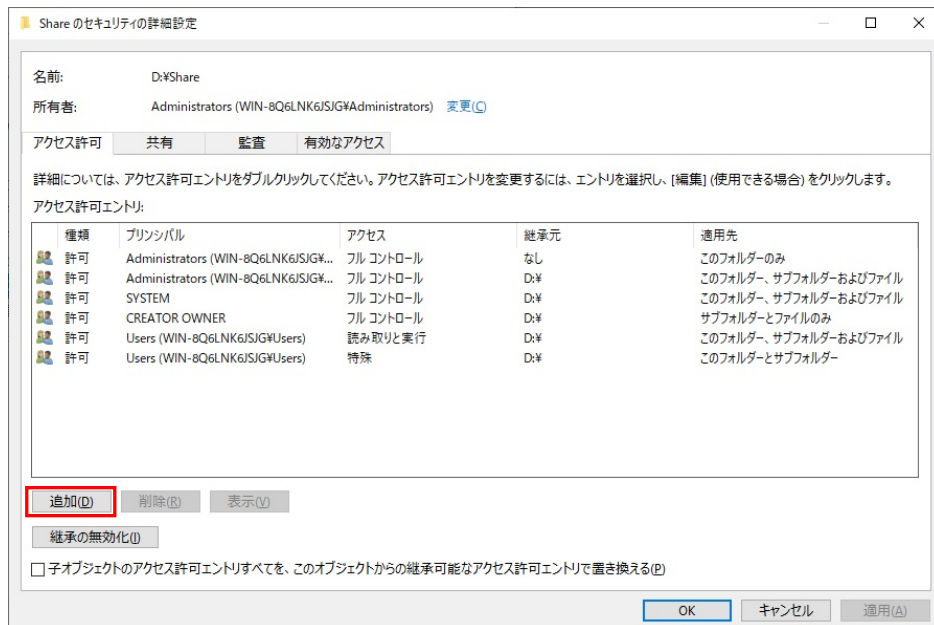 Share のセキュリティの詳細設定
名前: D:¥Share
所有者: Administrators (WIN-8Q6LNK6JSJG¥Administrators) 変更(C)
アクセス許可 共有 監査 有効なアクセス
詳細については、アクセス許可エントリをダブルクリックしてください。アクセス許可エントリを変更するには、エントリを選択し、[編集] (使用できる場合) をクリックします。
アクセス許可エントリ:
種類 プリンシパル アクセス 継承元 適用先
許可 Administrators (WIN-8Q6LNK6JSJG¥... フル コントロール なし このフォルダーのみ
許可 Administrators (WIN-8Q6LNK6JSJG¥... フル コントロール D:¥ このフォルダー、サブフォルダーおよびファイル
許可 SYSTEM フル コントロール D:¥ このフォルダー、サブフォルダーおよびファイル
許可 CREATOR OWNER フル コントロール D:¥ サブフォルダーとファイルのみ
許可 Users (WIN-8Q6LNK6JSJG¥Users) 読み取りと実行 D:¥ このフォルダー、サブフォルダーおよびファイル
許可 Users (WIN-8Q6LNK6JSJG¥Users) 特殊 D:¥ このフォルダーとサブフォルダー
追加(D) 削除(R) 表示(V)
継承の無効化(I)
子オブジェクトのアクセス許可エントリすべてを、このオブジェクトからの継承可能なアクセス許可エントリで置き換える(P)
OK キャンセル 適用(A)